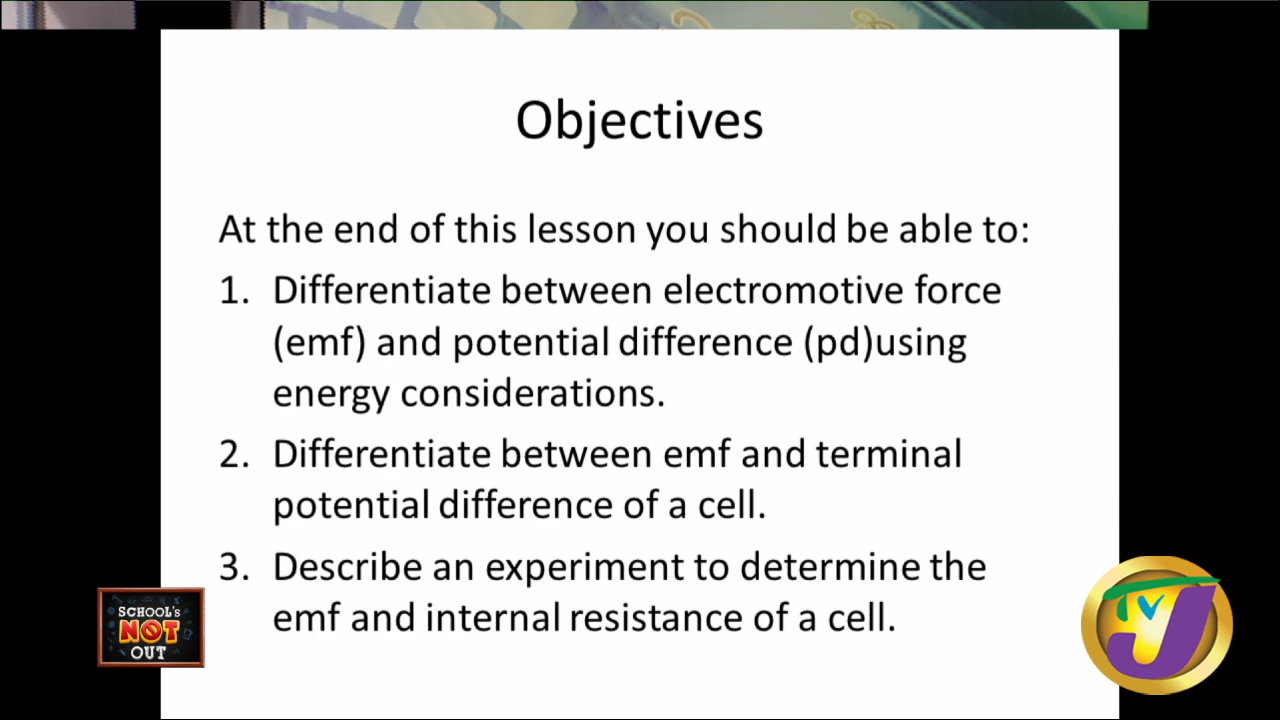 Objectives
At the end of this lesson you should be able to:
1. Differentiate between electromotive force
(emf) and potential difference (pd)using
energy considerations.
2. Differentiate between emf and terminal
potential difference of a cell.
3. Describe an experiment to determine the
emf and internal resistance of a cell.
SCHOOL'S
NOT
OUT
TVJ